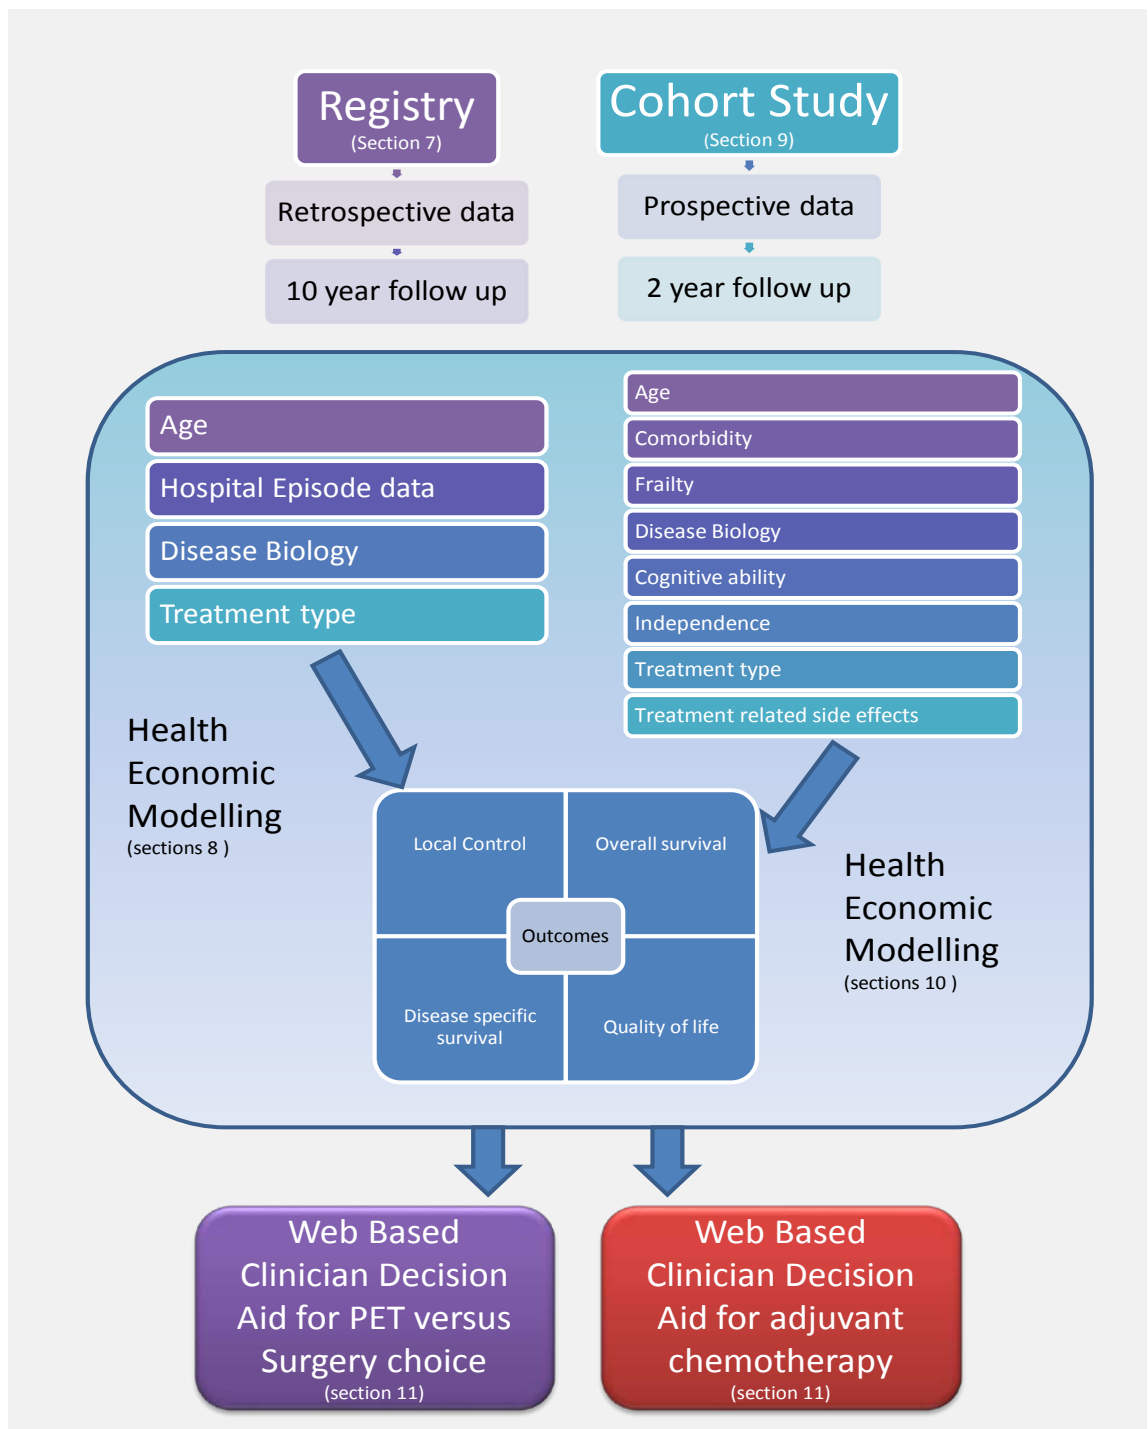 Registry
(Section 7)
Retrospective data
10 year follow up
Cohort Study
(Section 9)
Prospective data
2 year follow up
Age
Hospital Episode data
Disease Biology
Treatment type
Age
Comorbidity
Frailty
Disease Biology
Cognitive ability
Independence
Treatment type
Treatment related side effects
Health
Economic
Modelling
(sections 8 )
Local Control
Overall survival
Outcomes
Disease specific
survival
Quality of life
Health
Economic
Modelling
(sections 10 )
Web Based
Clinician Decision
Aid for PET versus
Surgery choice
(section 11)
Web Based
Clinician Decision
Aid for adjuvant
chemotherapy
(section 11)